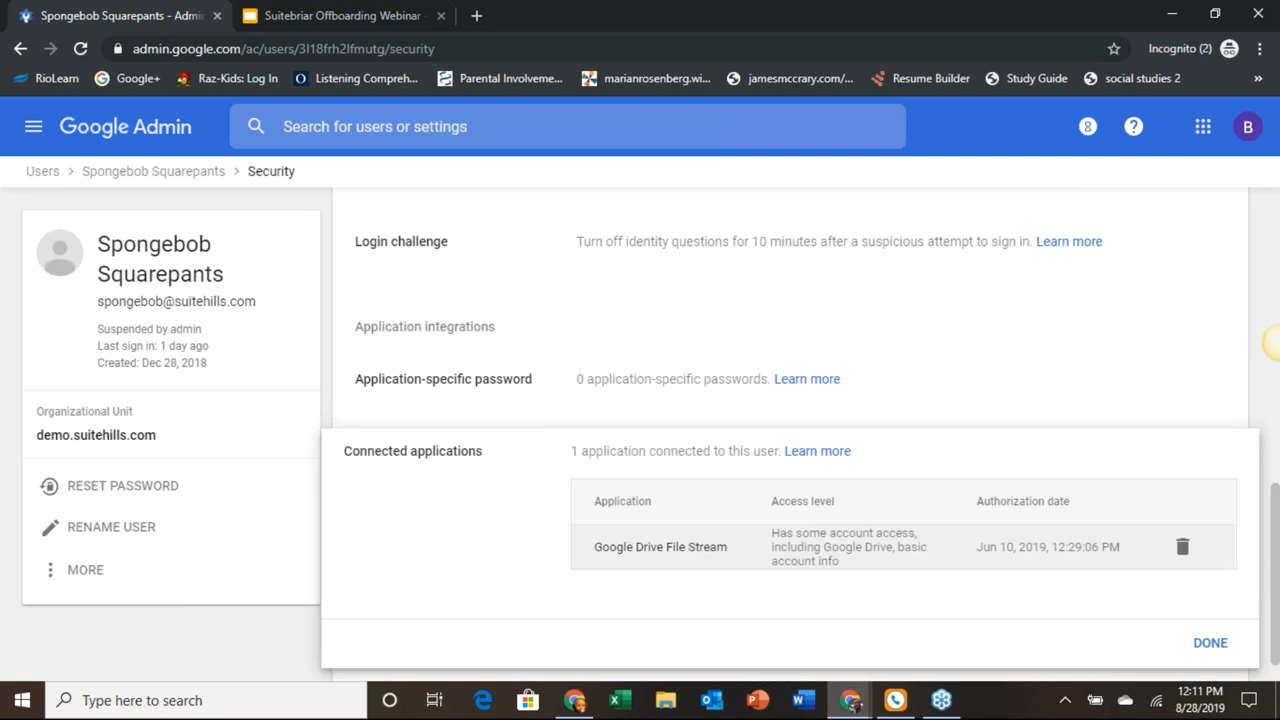 Spongebob Squarepants - Admin
Suitebriar Offboarding Webinar -
admin.google.com/ac/users/3l18frh2lfmutg/security
Incognito (2)
RioLearn
Google+
Raz-Kids: Log In
Listening Compreh...
Parental Involveme...
marianrosenberg.wi...
jamesmccrary.com/...
Resume Builder
Study Guide
social studies 2
»
Google Admin
Search for users or settings
8
?
B
Users > Spongebob Squarepants > Security
Spongebob
Squarepants
spongebob@suitehills.com
Suspended by admin
Last sign in: 1 day ago
Created: Dec 28, 2018
Organizational Unit
demo.suitehills.com
RESET PASSWORD
RENAME USER
MORE
Login challenge
Turn off identity questions for 10 minutes after a suspicious attempt to sign in. Learn more
Application integrations
Application-specific password
0 application-specific passwords. Learn more
Connected applications
1 application connected to this user. Learn more
Application
Access level
Authorization date
Google Drive File Stream
Has some account access,
including Google Drive, basic
account info
Jun 10, 2019, 12:29:06 PM
DONE
Type here to search
12:11 PM
8/28/2019